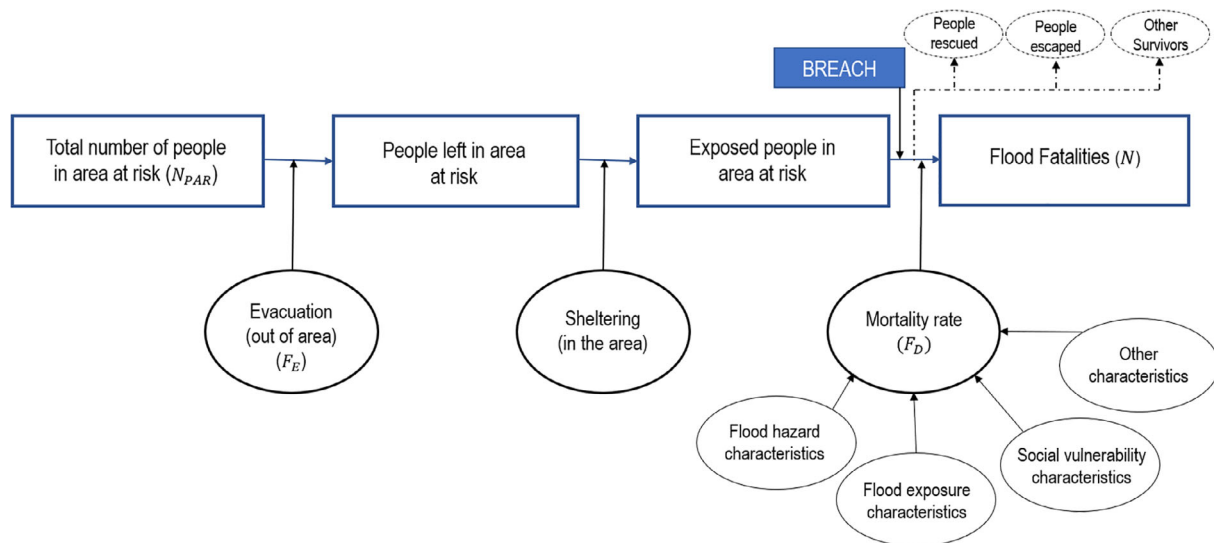 People
rescued
People
escaped
Other
Survivors
BREACH
Total number of people
in area at risk (N_PAR)
People left in area
at risk
Exposed people in
area at risk
Flood Fatalities (N)
Evacuation
(out of area)
(F_E)
Sheltering
(in the area)
Mortality rate
(F_D)
Other
characteristics
Flood hazard
characteristics
Social vulnerability
characteristics
Flood exposure
characteristics